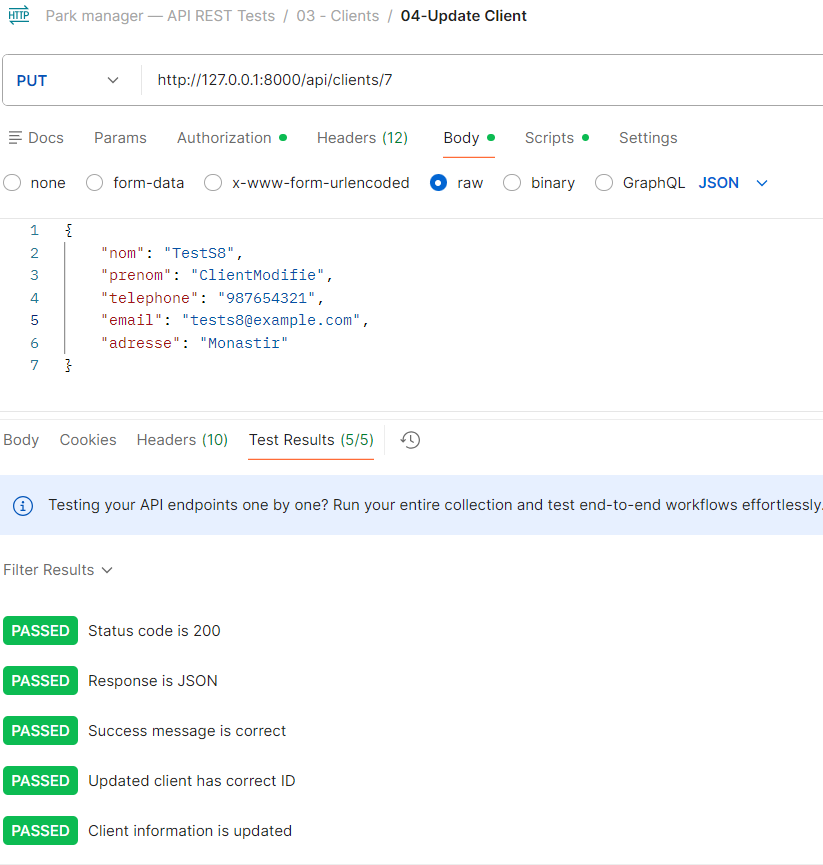 HTTP Park manager — API REST Tests / 03 - Clients / 04-Update Client
PUT http://127.0.0.1:8000/api/clients/7
Docs Params Authorization Headers (12) Body Scripts Settings
none form-data x-www-form-urlencoded raw binary GraphQL JSON
1 {
2 "nom": "TestS8",
3 "prenom": "ClientModifie",
4 "telephone": "987654321",
5 "email": "tests8@example.com",
6 "adresse": "Monastir"
7 }
Body Cookies Headers (10) Test Results (5/5)
Testing your API endpoints one by one? Run your entire collection and test end-to-end workflows effortlessly.
Filter Results
PASSED Status code is 200
PASSED Response is JSON
PASSED Success message is correct
PASSED Updated client has correct ID
PASSED Client information is updated